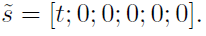 s̃ = [t; 0; 0; 0; 0; 0].